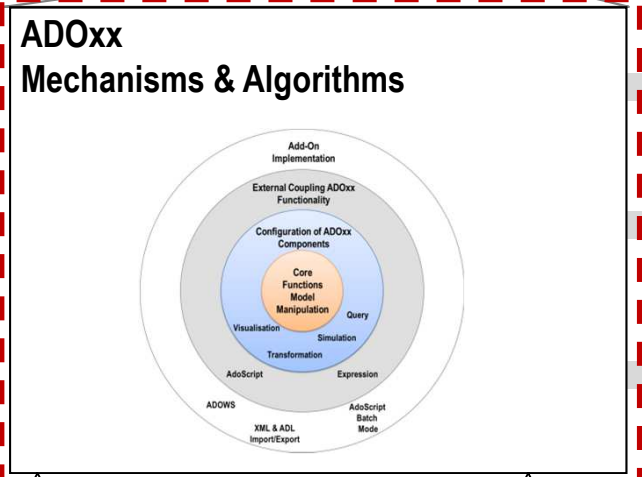 ADOxx
Mechanisms & Algorithms
Add-On
Implementation
External Coupling ADOxx
Functionality
Configuration of ADOxx
Components
Core
Functions
Model
Manipulation
Query
Visualisation
Simulation
Transformation
AdoScript
Expression
ADOWS
AdoScript
Batch
Mode
XML & ADL
Import/Export